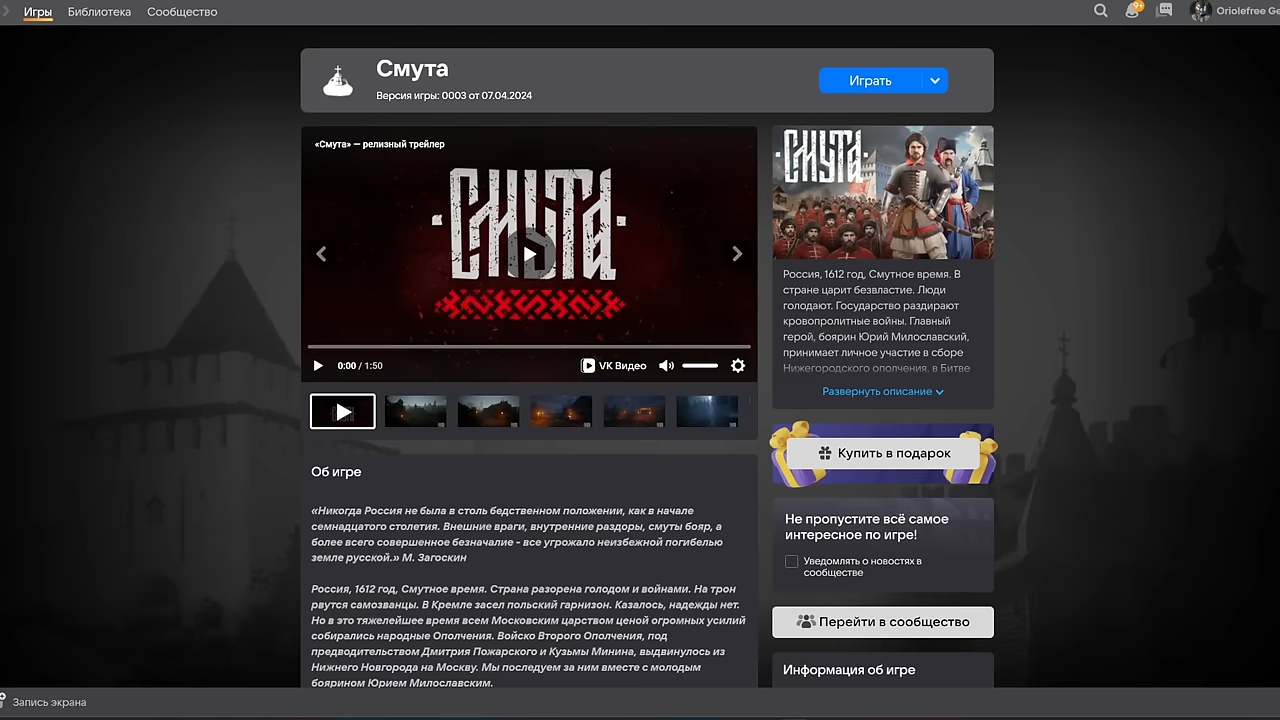 Игры
Библиотека
Сообщество
9+
Oriolefree Ge
Смута
Версия игры: 0003 от 07.04.2024
Играть
«Смута» — релизный трейлер
СМУТА
0:00 / 1:50
VK Видео
Об игре
«Никогда Россия не была в столь бедственном положении, как в начале
семнадцатого столетия. Внешние враги, внутренние раздоры, смуты бояр, а
более всего совершенное безначалие - все угрожало неизбежной погибелью
земле русской.» М. Загоскин
Россия, 1612 год, Смутное время. Страна разорена голодом и войнами. На трон
рвутся самозванцы. В Кремле засел польский гарнизон. Казалось, надежды нет.
Но в это тяжелейшее время всем Московским царством ценой огромных усилий
собирались народные Ополчения. Войско Второго Ополчения, под
предводительством Дмитрия Пожарского и Кузьмы Минина, выдвинулось из
Нижнего Новгорода на Москву. Мы последуем за ним вместе с молодым
боярином Юрием Милославским.
СМУТА
Россия, 1612 год, Смутное время. В
стране царит безвластие. Люди
голодают. Государство раздирают
кровопролитные войны. Главный
герой, боярин Юрий Милославский,
принимает личное участие в сборе
Нижегородского ополчения, в Битве
Развернуть описание
Купить в подарок
Не пропустите всё самое
интересное по игре!
Уведомлять о новостях в
сообществе
Перейти в сообщество
Информация об игре
Запись экрана